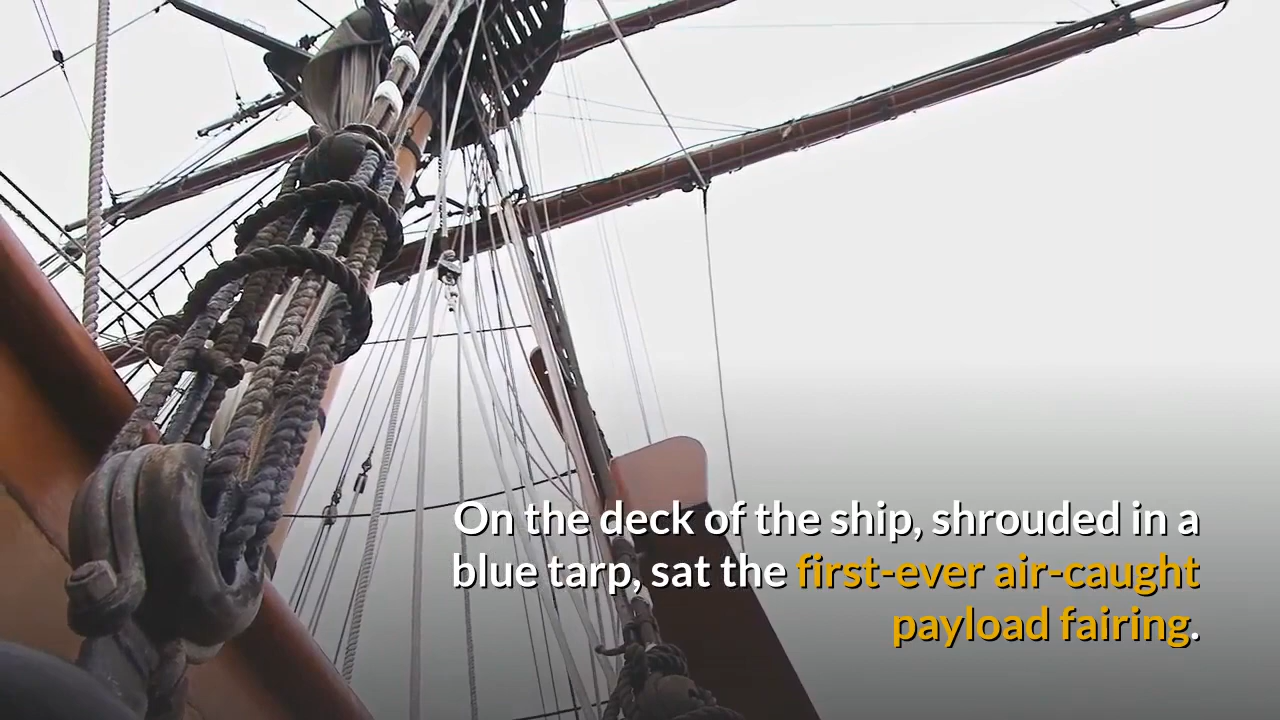 On the deck of the ship, shrouded in a
blue tarp, sat the first-ever air-caught
payload fairing.